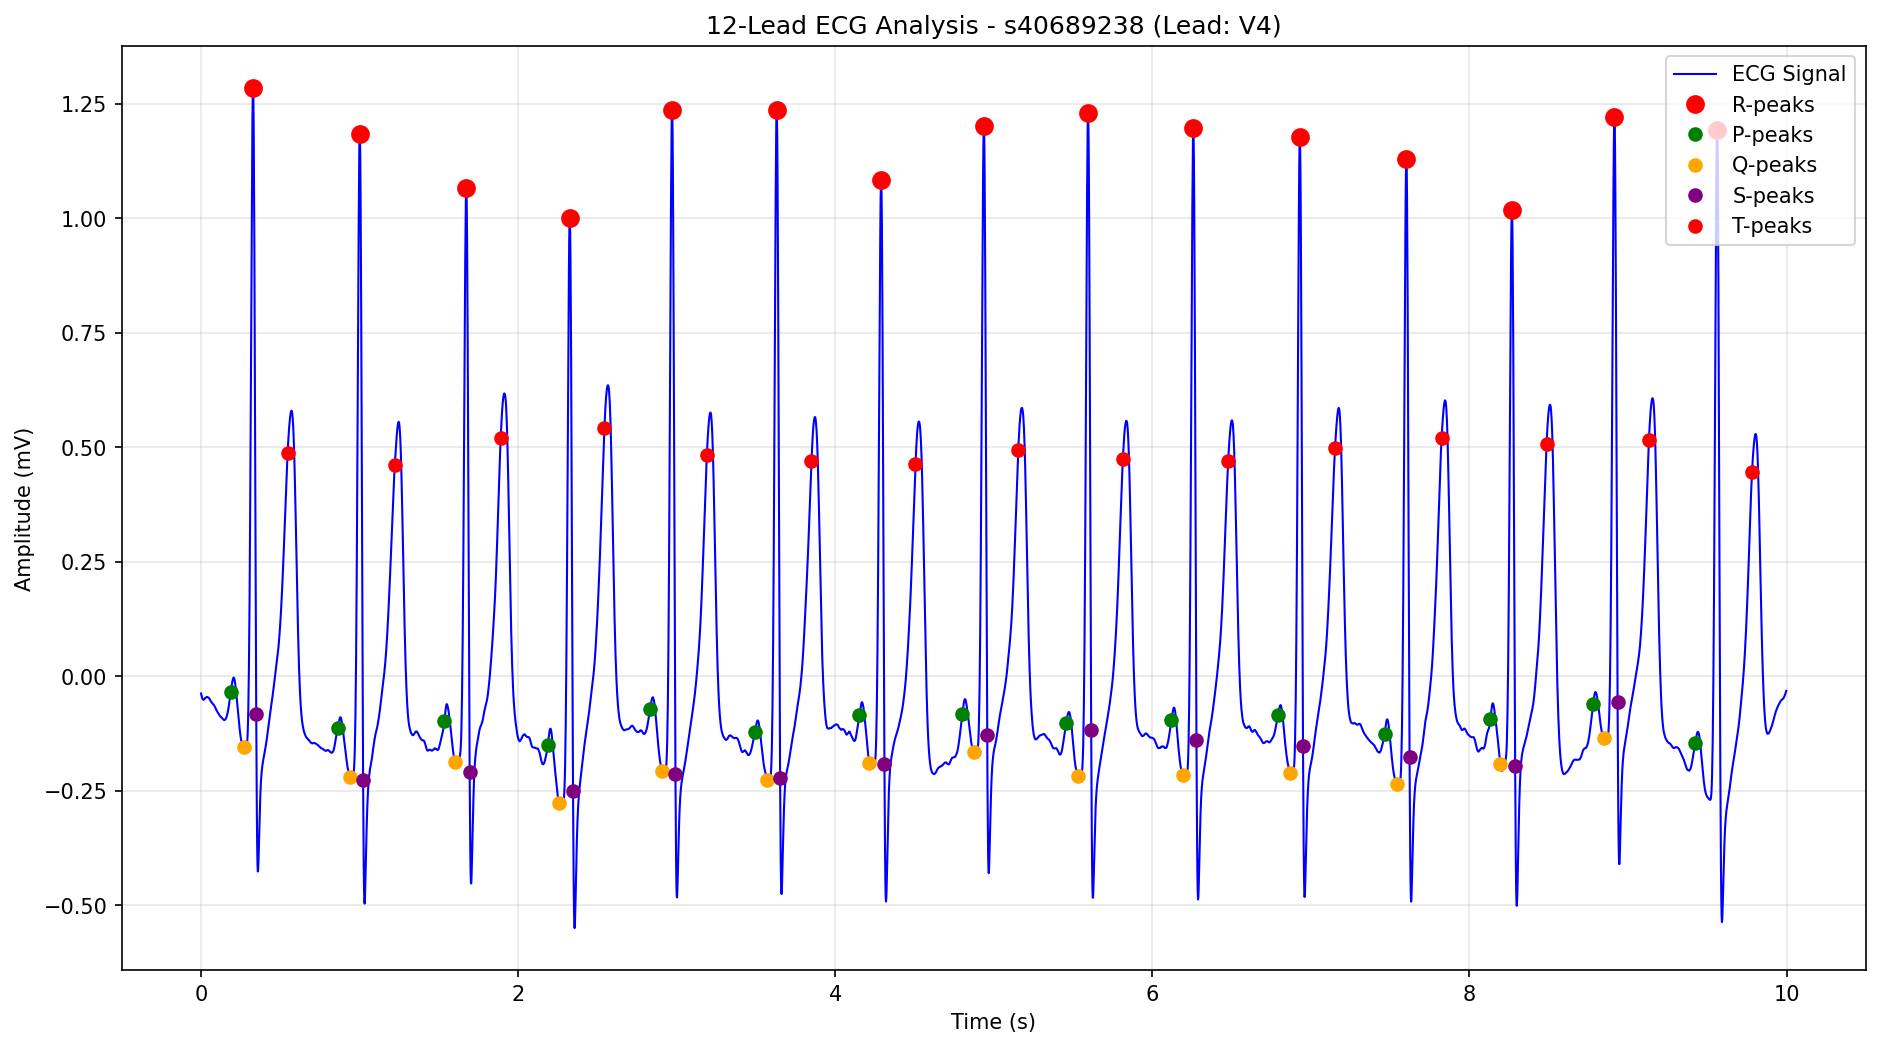 12-Lead ECG Analysis - s40689238 (Lead: V4)
ECG Signal
R-peaks
P-peaks
Q-peaks
S-peaks
T-peaks
Amplitude (mV)
1.25
1.00
0.75
0.50
0.25
0.00
−0.25
−0.50
0 2 4 6 8 10
Time (s)